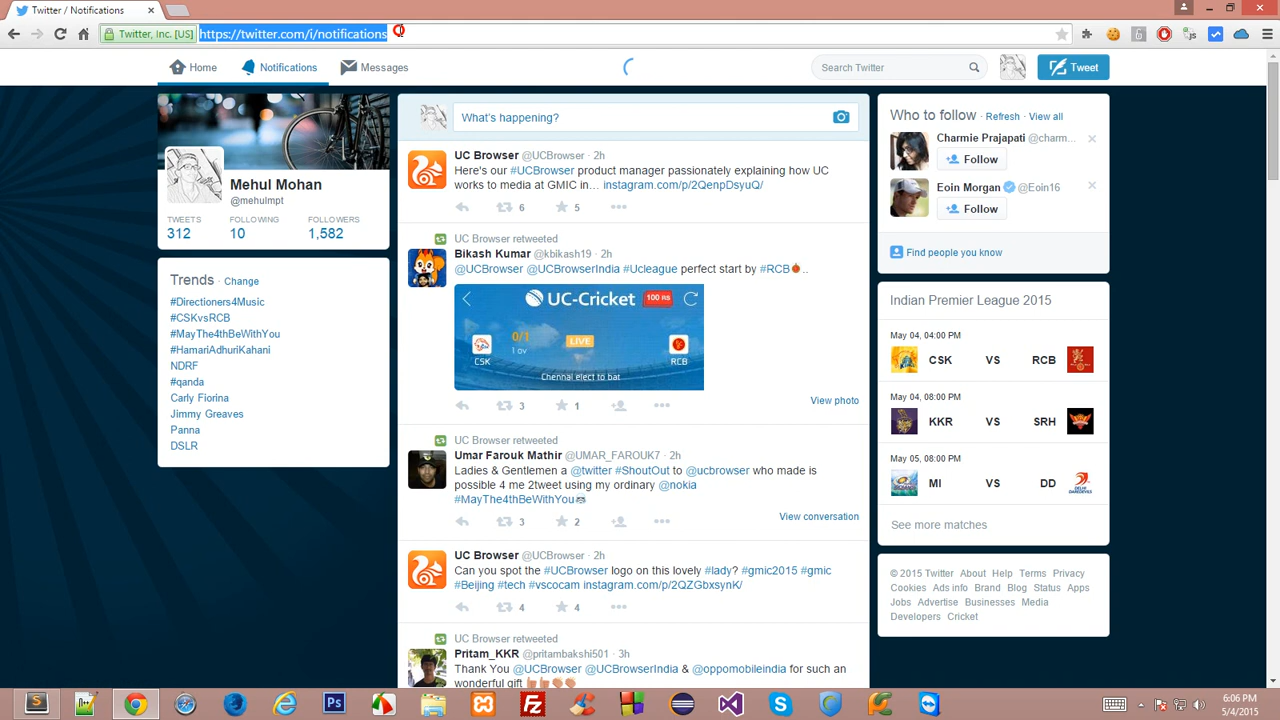 Twitter / Notifications
Twitter, Inc. [US]
https://twitter.com/i/notifications
Home
Notifications
Messages
Search Twitter
Tweet
Mehul Mohan
@mehulmpt
TWEETS
FOLLOWING
FOLLOWERS
312
10
1,582
Trends · Change
#Directioners4Music
#CSKvsRCB
#MayThe4thBeWithYou
#HamariAdhuriKahani
NDRF
#qanda
Carly Fiorina
Jimmy Greaves
Panna
DSLR
What's happening?
UC Browser @UCBrowser · 2h
Here's our #UCBrowser product manager passionately explaining how UC
works to media at GMIC in… instagram.com/p/2QenpDsyuQ/
6
5
UC Browser retweeted
Bikash Kumar @kbikash19 · 2h
@UCBrowser @UCBrowserIndia #Ucleague perfect start by #RCB ..
UC-Cricket
100 RS
0/1
1 ov
LIVE
CSK
RCB
Chennai elect to bat
3
1
View photo
UC Browser retweeted
Umar Farouk Mathir @UMAR_FAROUK7 · 2h
Ladies & Gentlemen a @twitter #ShoutOut to @ucbrowser who made is
possible 4 me 2tweet using my ordinary @nokia
#MayThe4thBeWithYou
View conversation
3
2
UC Browser @UCBrowser · 2h
Can you spot the #UCBrowser logo on this lovely #lady? #gmic2015 #gmic
#Beijing #tech #vscocam instagram.com/p/2QZGbxsynK/
4
4
UC Browser retweeted
Pritam_KKR @pritambakshi501 · 3h
Thank You @UCBrowser @UCBrowserIndia & @oppomobileindia for such an
wonderful gift
Who to follow · Refresh · View all
Charmie Prajapati @charm...
Follow
Eoin Morgan @Eoin16
Follow
Find people you know
Indian Premier League 2015
May 04, 04:00 PM
CSK VS RCB
May 04, 08:00 PM
KKR VS SRH
May 05, 08:00 PM
MI VS DD
See more matches
© 2015 Twitter About Help Terms Privacy
Cookies Ads info Brand Blog Status Apps
Jobs Advertise Businesses Media
Developers Cricket
6:06 PM
5/4/2015